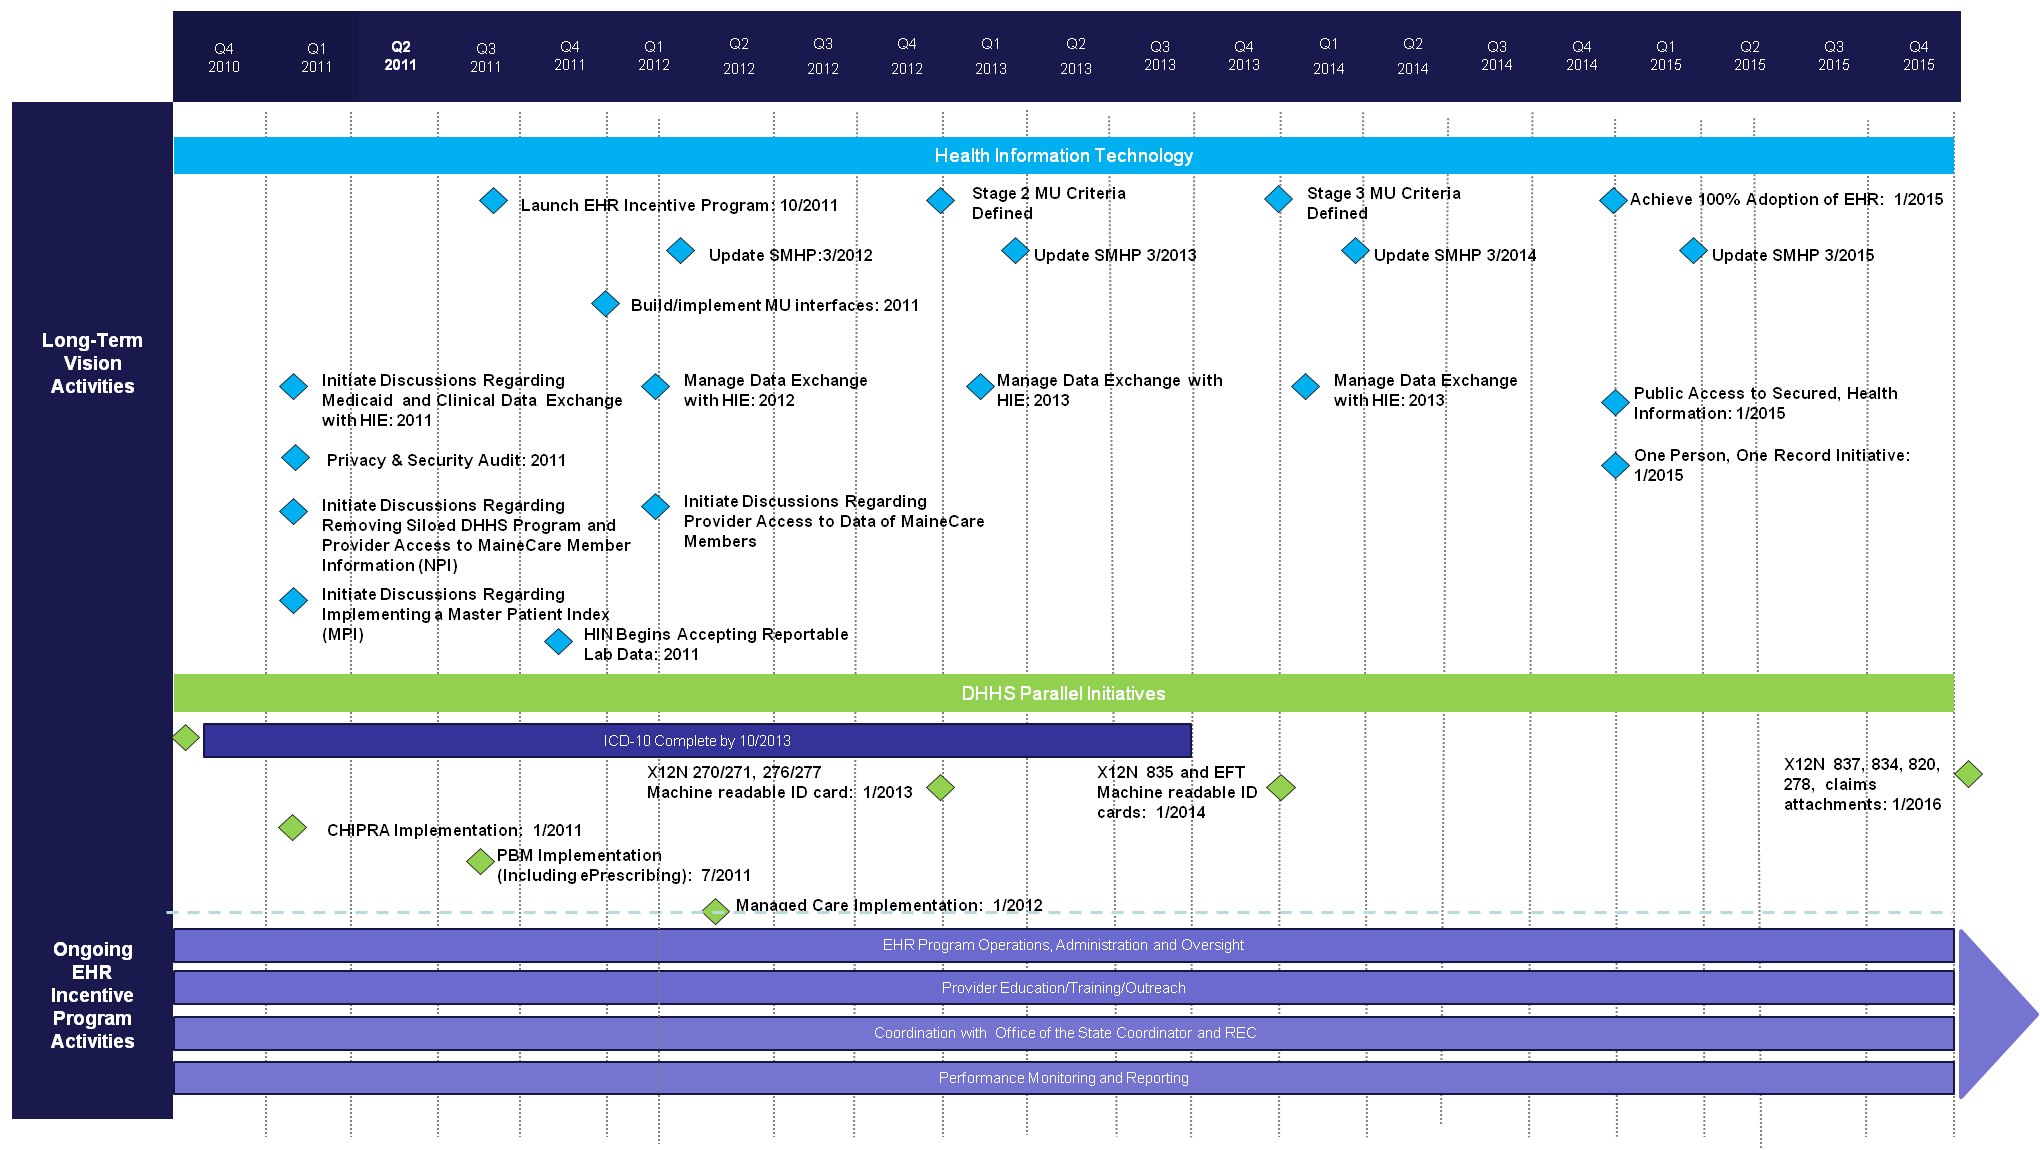 Q4
2010
Q1
2011
Q2
2011
Q3
2011
Q4
2011
Q1
2012
Q2
2012
Q3
2012
Q4
2012
Q1
2013
Q2
2013
Q3
2013
Q4
2013
Q1
2014
Q2
2014
Q3
2014
Q4
2014
Q1
2015
Q2
2015
Q3
2015
Q4
2015
Long-Term
Vision
Activities
Health Information Technology
Launch EHR Incentive Program: 10/2011
Stage 2 MU Criteria
Defined
Stage 3 MU Criteria
Defined
Achieve 100% Adoption of EHR: 1/2015
Update SMHP:3/2012
Update SMHP 3/2013
Update SMHP 3/2014
Update SMHP 3/2015
Build/implement MU interfaces: 2011
Initiate Discussions Regarding
Medicaid and Clinical Data Exchange
with HIE: 2011
Manage Data Exchange
with HIE: 2012
Manage Data Exchange with
HIE: 2013
Manage Data Exchange
with HIE: 2013
Public Access to Secured, Health
Information: 1/2015
Privacy & Security Audit: 2011
One Person, One Record Initiative:
1/2015
Initiate Discussions Regarding
Removing Siloed DHHS Program and
Provider Access to MaineCare Member
Information (NPI)
Initiate Discussions Regarding
Provider Access to Data of MaineCare
Members
Initiate Discussions Regarding
Implementing a Master Patient Index
(MPI)
HIN Begins Accepting Reportable
Lab Data: 2011
DHHS Parallel Initiatives
ICD-10 Complete by 10/2013
X12N 270/271, 276/277
Machine readable ID card: 1/2013
X12N 835 and EFT
Machine readable ID
cards: 1/2014
X12N 837, 834, 820,
278, claims
attachments: 1/2016
CHIPRA Implementation: 1/2011
PBM Implementation
(Including ePrescribing): 7/2011
Managed Care Implementation: 1/2012
Ongoing
EHR
Incentive
Program
Activities
EHR Program Operations, Administration and Oversight
Provider Education/Training/Outreach
Coordination with Office of the State Coordinator and REC
Performance Monitoring and Reporting